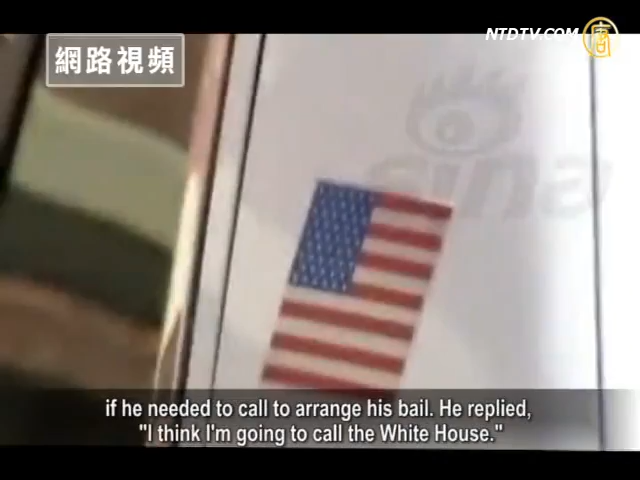 NTDTV.COM
網路視頻
sina
if he needed to call to arrange his bail. He replied,
"I think I'm going to call the White House."